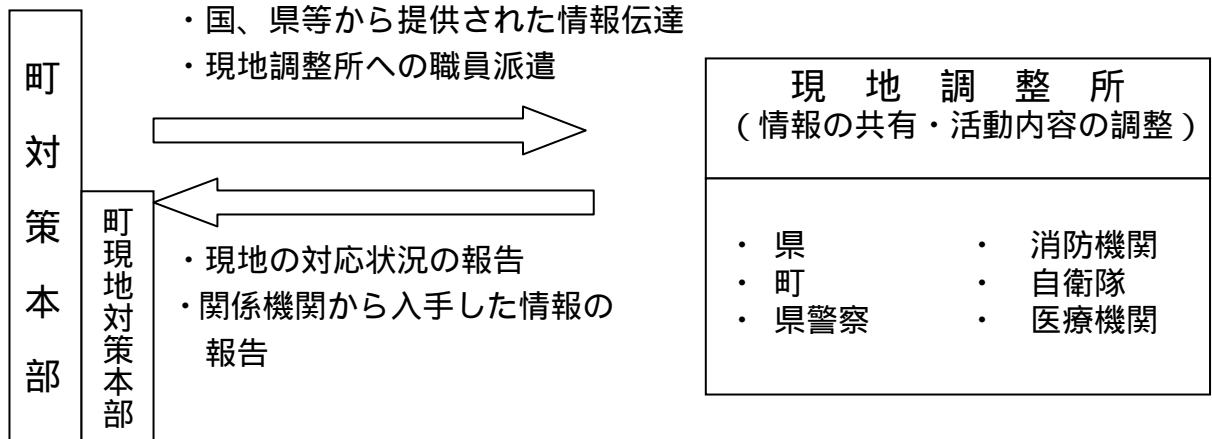 町対策本部
町現地対策本部
・国、県等から提供された情報伝達
・現地調整所への職員派遣
・現地の対応状況の報告
・関係機関から入手した情報の
報告
現地調整所
（情報の共有・活動内容の調整）
・ 県 ・ 消防機関
・ 町 ・ 自衛隊
・ 県警察 ・ 医療機関